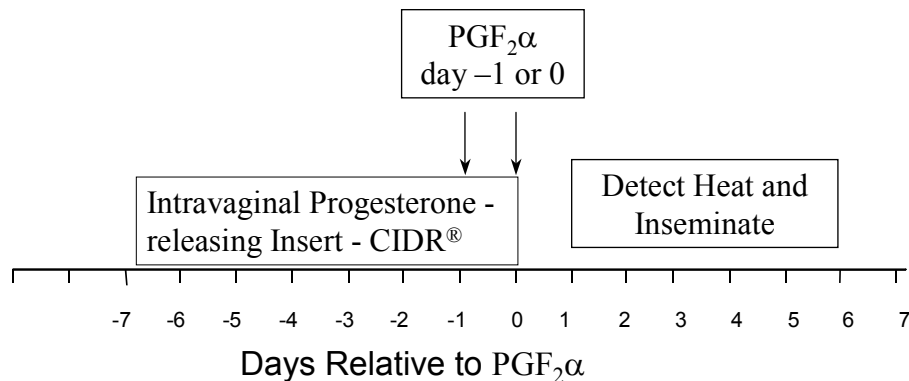 PGF₂α
day –1 or 0
Intravaginal Progesterone -
releasing Insert - CIDR®
Detect Heat and
Inseminate
-7 -6 -5 -4 -3 -2 -1 0 1 2 3 4 5 6 7
Days Relative to PGF₂α